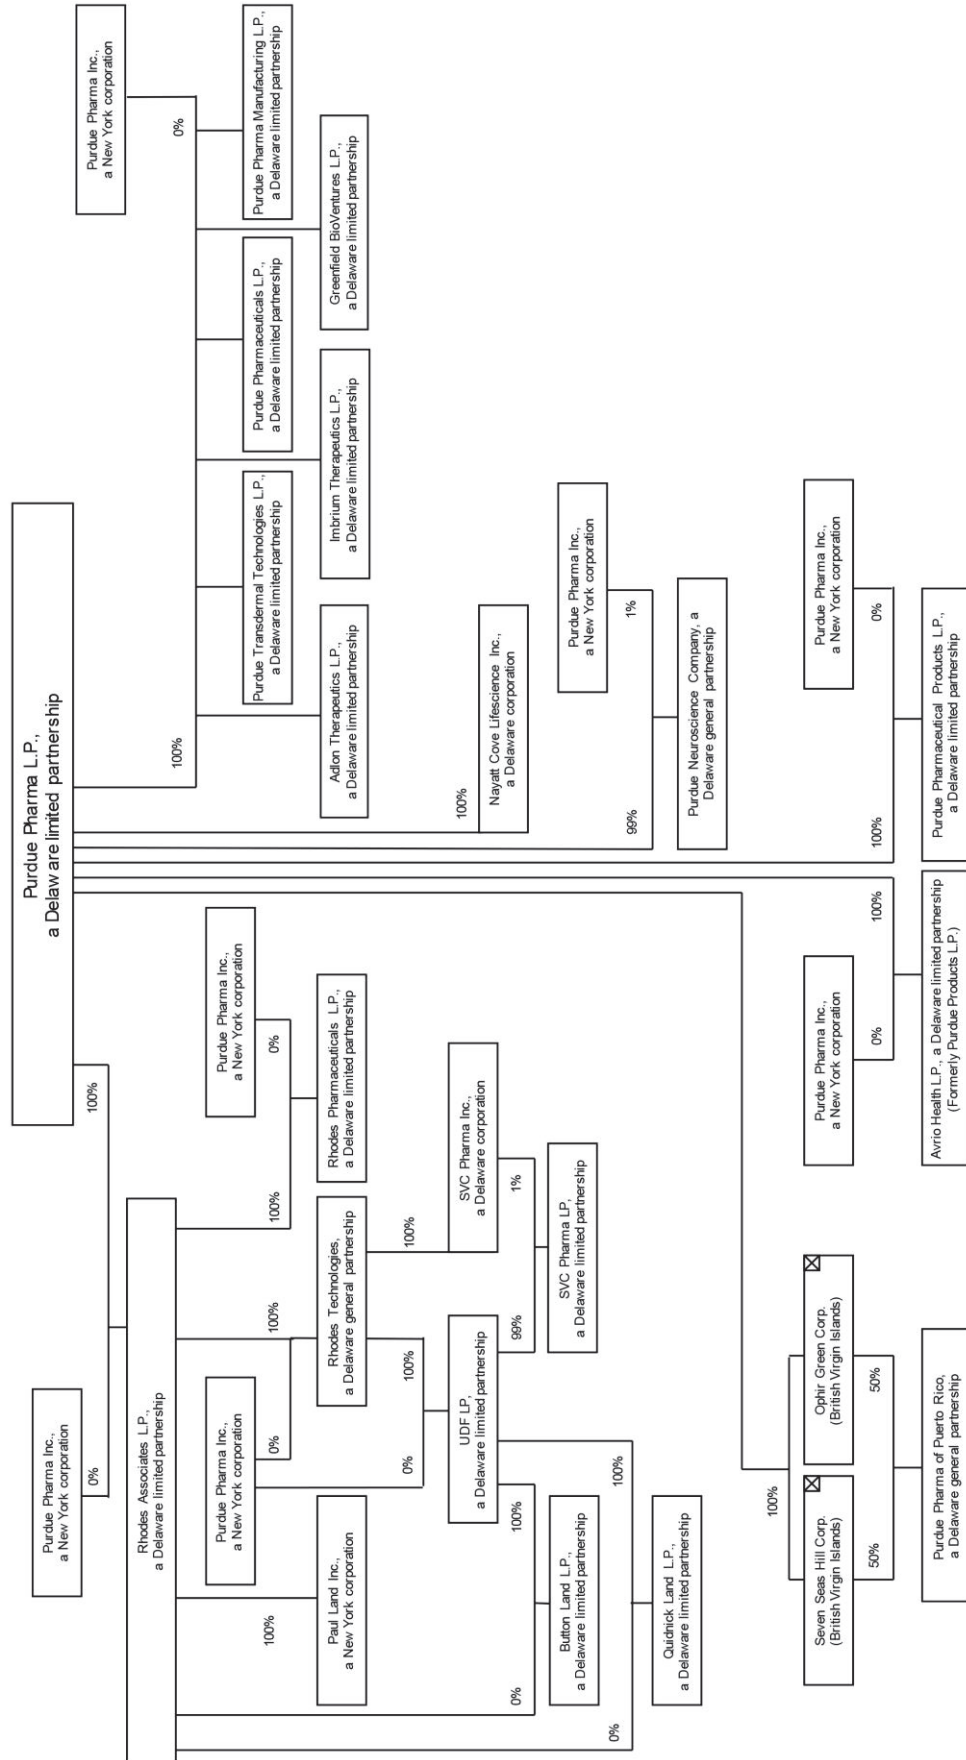 Purdue Pharma L.P.,
a Delaware limited partnership
Purdue Pharma Inc.,
a New York corporation
0%
100%
Rhodes Associates L.P.,
a Delaware limited partnership
100%
Paul Land Inc.,
a New York corporation
Purdue Pharma Inc.,
a New York corporation
0%
100%
Rhodes Technologies,
a Delaware general partnership
100%
Purdue Pharma Inc.,
a New York corporation
0%
Rhodes Pharmaceuticals L.P.,
a Delaware limited partnership
0%
100%
UDF LP,
a Delaware limited partnership
100%
SVC Pharma Inc.,
a Delaware corporation
99%
1%
SVC Pharma LP,
a Delaware limited partnership
0%
100%
Button Land L.P.,
a Delaware limited partnership
0%
100%
Quidnick Land L.P.,
a Delaware limited partnership
100%
Purdue Pharma Inc.,
a New York corporation
0%
Purdue Transdermal Technologies L.P.,
a Delaware limited partnership
Purdue Pharmaceuticals L.P.,
a Delaware limited partnership
Purdue Pharma Manufacturing L.P.,
a Delaware limited partnership
Adlon Therapeutics L.P.,
a Delaware limited partnership
Imbrium Therapeutics L.P.,
a Delaware limited partnership
Greenfield BioVentures L.P.,
a Delaware limited partnership
100%
Nayatt Cove Lifescience Inc.,
a Delaware corporation
99%
Purdue Pharma Inc.,
a New York corporation
1%
Purdue Neuroscience Company, a
Delaware general partnership
100%
Seven Seas Hill Corp.
(British Virgin Islands)
Ophir Green Corp.
(British Virgin Islands)
50%
50%
Purdue Pharma of Puerto Rico,
a Delaware general partnership
Purdue Pharma Inc.,
a New York corporation
0%
100%
Avrio Health L.P., a Delaware limited partnership
(Formerly Purdue Products L.P.)
100%
Purdue Pharma Inc.,
a New York corporation
0%
Purdue Pharmaceutical Products L.P.,
a Delaware limited partnership